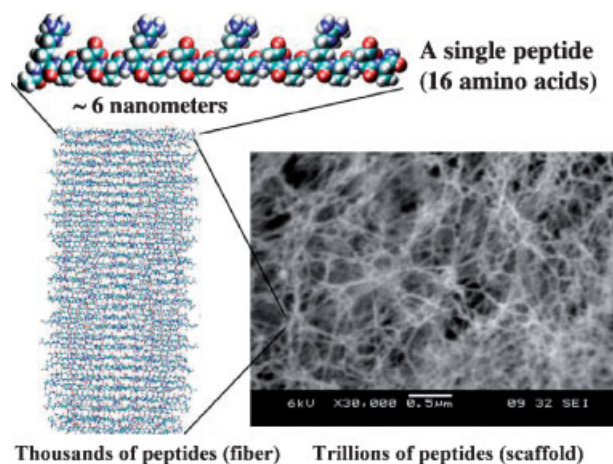 A single peptide
(16 amino acids)
~ 6 nanometers
6kV X30,000 0.5µm 09 32 SEI
Thousands of peptides (fiber) Trillions of peptides (scaffold)